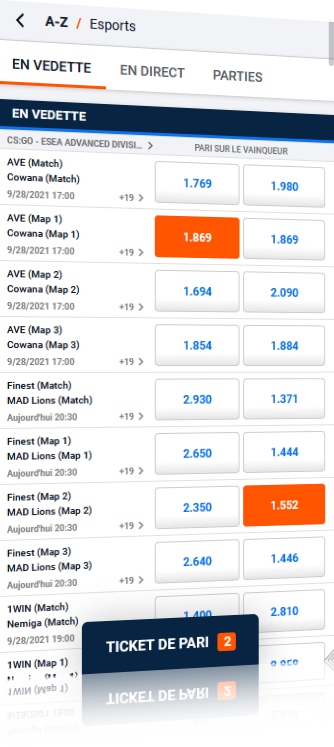 A-Z / Esports
EN VEDETTE EN DIRECT PARTIES
EN VEDETTE
CS:GO - ESEA ADVANCED DIVISI... PARI SUR LE VAINQUEUR
AVE (Match)
Cowana (Match)
9/28/2021 17:00 +19
1.769 1.980
AVE (Map 1)
Cowana (Map 1)
9/28/2021 17:00 +19
1.869 1.869
AVE (Map 2)
Cowana (Map 2)
9/28/2021 17:00 +19
1.694 2.090
AVE (Map 3)
Cowana (Map 3)
9/28/2021 17:00 +19
1.854 1.884
Finest (Match)
MAD Lions (Match)
Aujourd'hui 20:30 +19
2.930 1.371
Finest (Map 1)
MAD Lions (Map 1)
Aujourd'hui 20:30 +19
2.650 1.444
Finest (Map 2)
MAD Lions (Map 2)
Aujourd'hui 20:30 +19
2.350 1.552
Finest (Map 3)
MAD Lions (Map 3)
Aujourd'hui 20:30 +19
2.640 1.446
1WIN (Match)
Nemiga (Match)
9/28/2021 19:00
1.400 2.810
1WIN (Map 1)
TICKET DE PARI 2